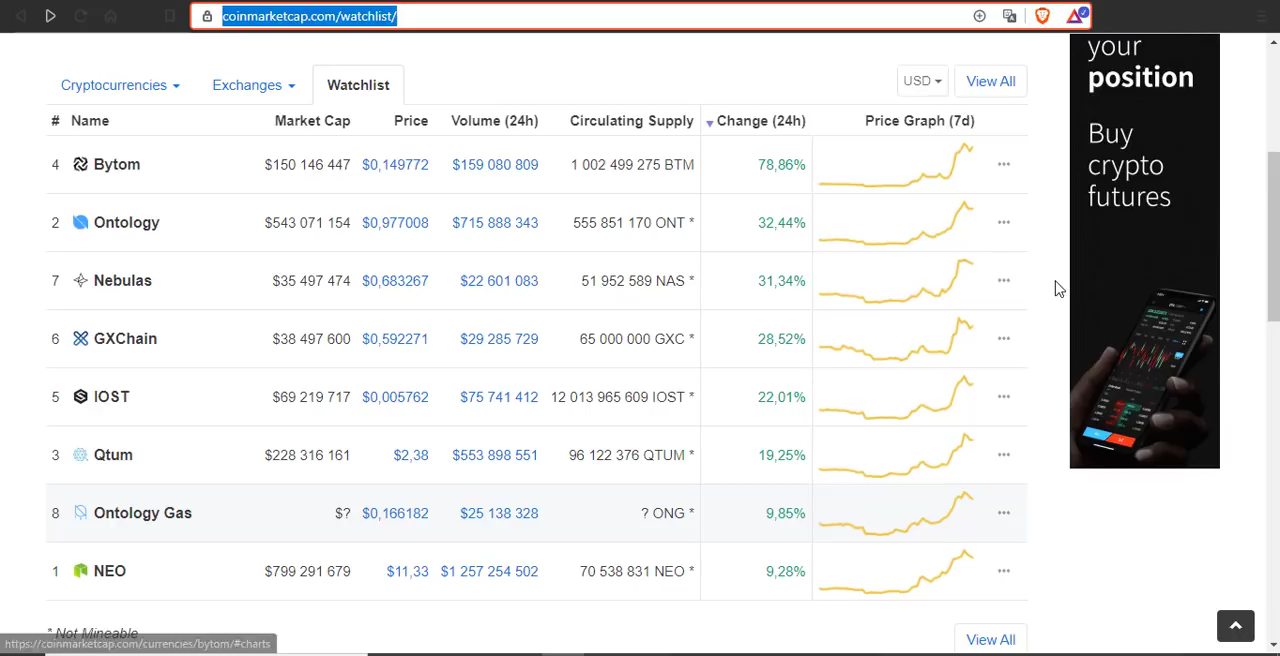 coinmarketcap.com/watchlist/
your
position
Buy
crypto
futures
Cryptocurrencies Exchanges Watchlist USD View All
# Name Market Cap Price Volume (24h) Circulating Supply Change (24h) Price Graph (7d)
4 Bytom $150 146 447 $0,149772 $159 080 809 1 002 499 275 BTM 78,86%
2 Ontology $543 071 154 $0,977008 $715 888 343 555 851 170 ONT * 32,44%
7 Nebulas $35 497 474 $0,683267 $22 601 083 51 952 589 NAS * 31,34%
6 GXChain $38 497 600 $0,592271 $29 285 729 65 000 000 GXC * 28,52%
5 IOST $69 219 717 $0,005762 $75 741 412 12 013 965 609 IOST * 22,01%
3 Qtum $228 316 161 $2,38 $553 898 551 96 122 376 QTUM * 19,25%
8 Ontology Gas $? $0,166182 $25 138 328 ? ONG * 9,85%
1 NEO $799 291 679 $11,33 $1 257 254 502 70 538 831 NEO * 9,28%
* Not Mineable View All
https://coinmarketcap.com/currencies/bytom/#charts